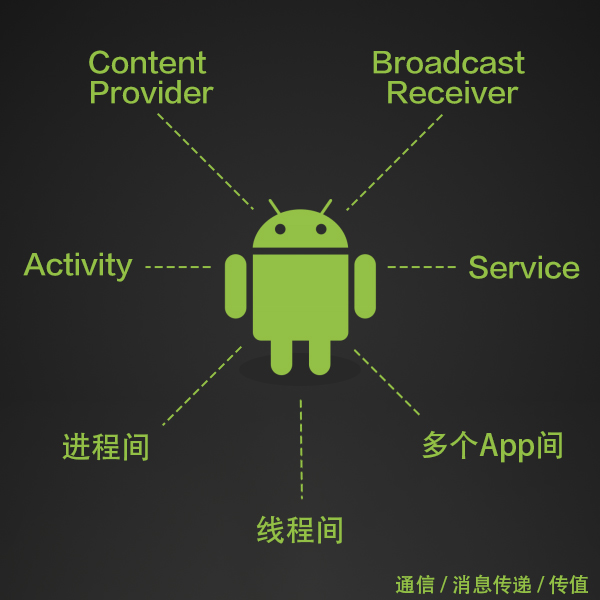 Content
Provider
Broadcast
Receiver
Activity
Service
进程间
多个App间
线程间
通信 / 消息传递 / 传值